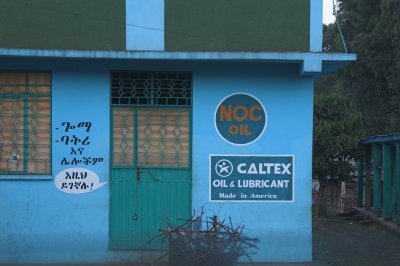 - ጎማ
- ባትሪ
እና
ሌሎችም
እዚህ
ይገኛሉ!
NOC
OIL
CALTEX
OIL & LUBRICANT
Made in America